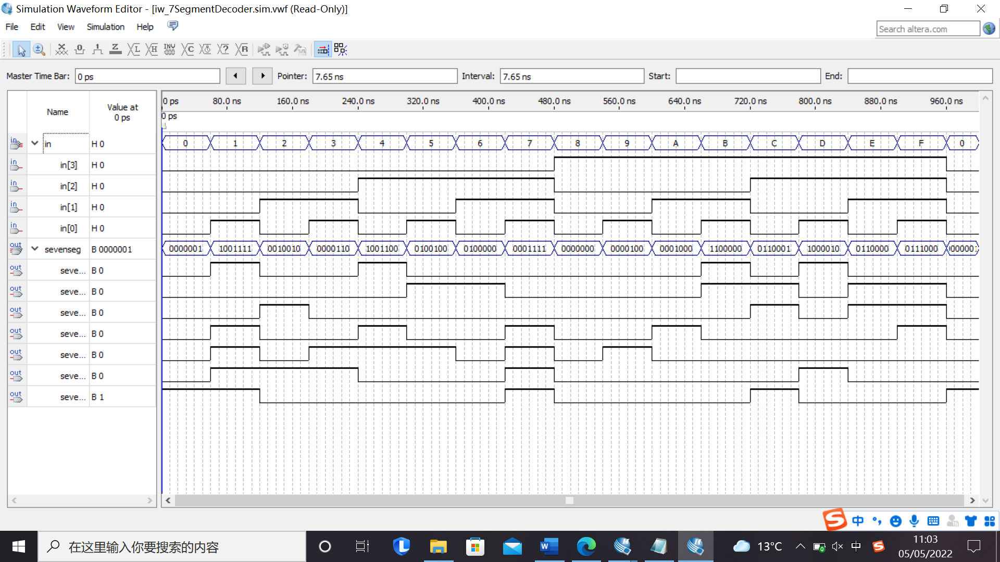 Simulation Waveform Editor - [iw_7SegmentDecoder.sim.vwf (Read-Only)]
File Edit View Simulation Help
Search altera.com
Master Time Bar: 0 ps Pointer: 7.65 ns Interval: 7.65 ns Start: End:
Name Value at 0 ps
0 ps 80.0 ns 160.0 ns 240.0 ns 320.0 ns 400.0 ns 480.0 ns 560.0 ns 640.0 ns 720.0 ns 800.0 ns 880.0 ns 960.0 ns
0 ps
in H 0 0 1 2 3 4 5 6 7 8 9 A B C D E F 0
in[3] H 0
in[2] H 0
in[1] H 0
in[0] H 0
sevenseg B 0000001 0000001 1001111 0010010 0000110 1001100 0100100 0100000 0001111 0000000 0000100 0001000 1100000 0110001 1000010 0110000 0111000
seve... B 0
seve... B 0
seve... B 0
seve... B 0
seve... B 0
seve... B 0
seve... B 1
中
在这里输入你要搜索的内容
13°C
中
11:03
05/05/2022